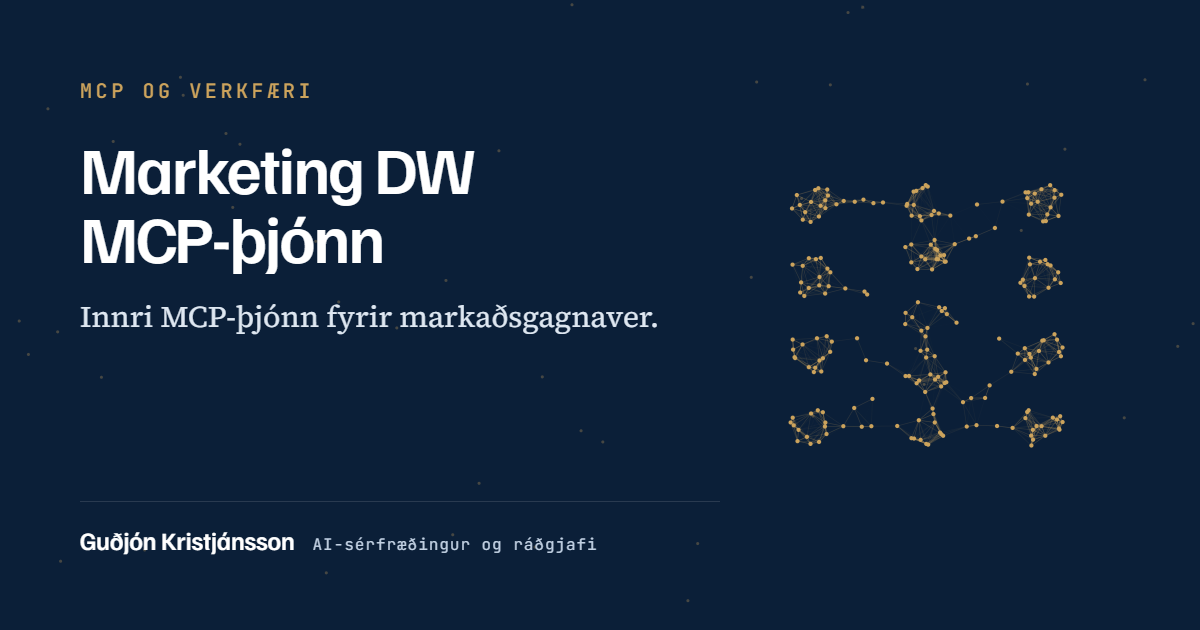 MCP OG VERKFÆRI
Marketing DW
MCP-þjónn
Innri MCP-þjónn fyrir markaðsgagnaver.
Guðjón Kristjánsson AI-sérfræðingur og ráðgjafi